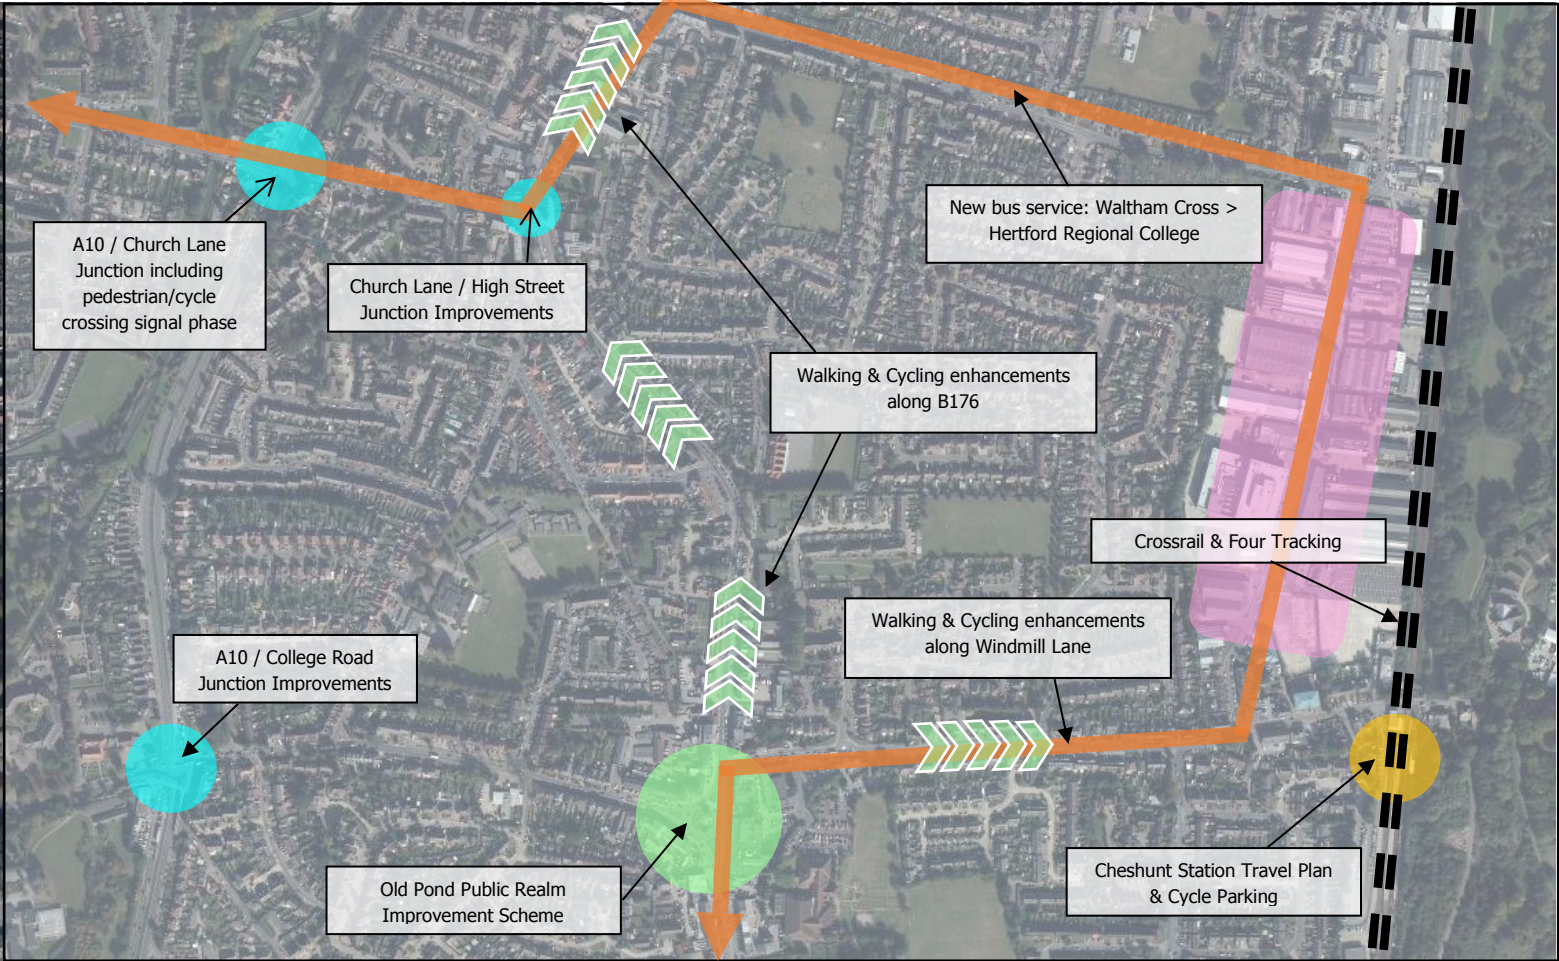 New bus service: Waltham Cross >
Hertford Regional College
A10 / Church Lane
Junction including
pedestrian/cycle
crossing signal phase
Church Lane / High Street
Junction Improvements
Walking & Cycling enhancements
along B176
Crossrail & Four Tracking
Walking & Cycling enhancements
along Windmill Lane
A10 / College Road
Junction Improvements
Old Pond Public Realm
Improvement Scheme
Cheshunt Station Travel Plan
& Cycle Parking